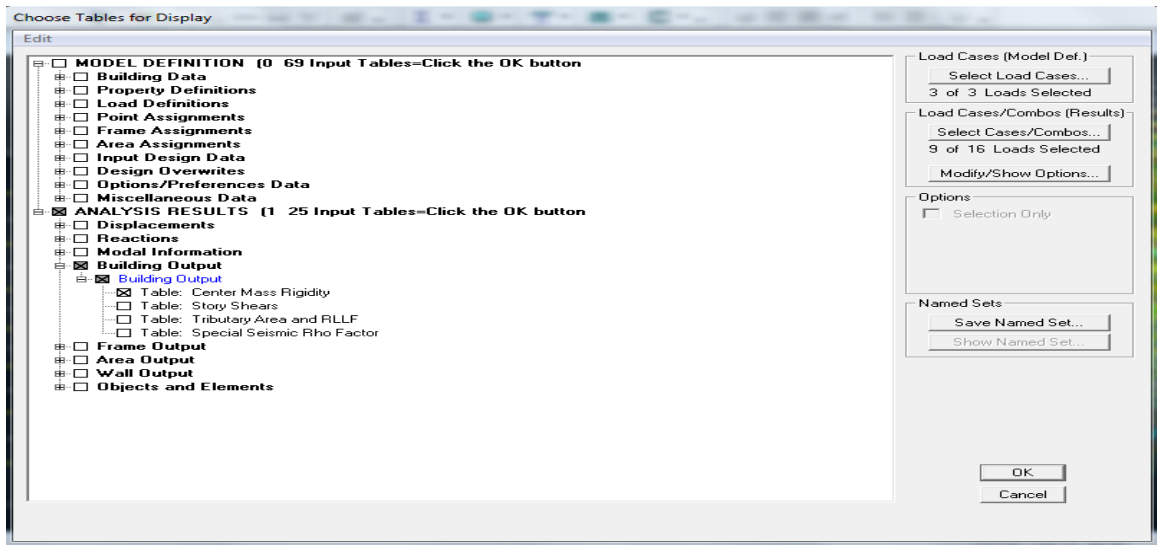 Choose Tables for Display
Edit
MODEL DEFINITION (0 69 Input Tables=Click the OK button
Building Data
Property Definitions
Load Definitions
Point Assignments
Frame Assignments
Area Assignments
Input Design Data
Design Overwrites
Options/Preferences Data
Miscellaneous Data
ANALYSIS RESULTS (1 25 Input Tables=Click the OK button
Displacements
Reactions
Modal Information
Building Output
Building Output
Table: Center Mass Rigidity
Table: Story Shears
Table: Tributary Area and RLLF
Table: Special Seismic Rho Factor
Frame Output
Area Output
Wall Output
Objects and Elements
Load Cases (Model Def.)
Select Load Cases...
3 of 3 Loads Selected
Load Cases/Combos (Results)
Select Cases/Combos...
9 of 16 Loads Selected
Modify/Show Options...
Options
Selection Only
Named Sets
Save Named Set...
Show Named Set...
OK
Cancel